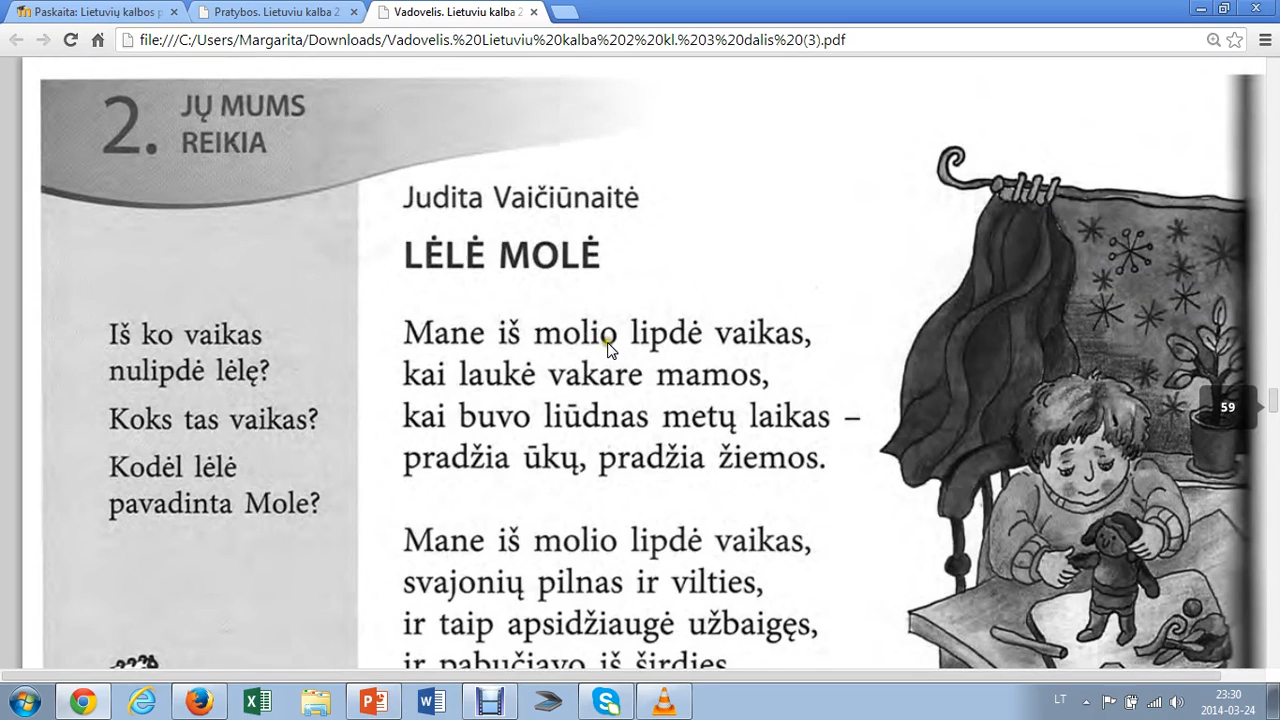 Paskaita: Lietuvių kalbos p
Pratybos. Lietuviu kalba 2
Vadovelis. Lietuviu kalba 2
file:///C:/Users/Margarita/Downloads/Vadovelis.%20Lietuviu%20kalba%202%20kl.%203%20dalis%20(3).pdf
2. JŲ MUMS
REIKIA
Judita Vaičiūnaitė
LĖLĖ MOLĖ
Iš ko vaikas
nulipdė lėlę?
Koks tas vaikas?
Kodėl lėlė
pavadinta Mole?
Mane iš molio lipdė vaikas,
kai laukė vakare mamos,
kai buvo liūdnas metų laikas –
pradžia ūkų, pradžia žiemos.
Mane iš molio lipdė vaikas,
svajonių pilnas ir vilties,
ir taip apsidžiaugė užbaigęs,
ir pabučiavo iš širdies
59
LT
23:30
2014-03-24